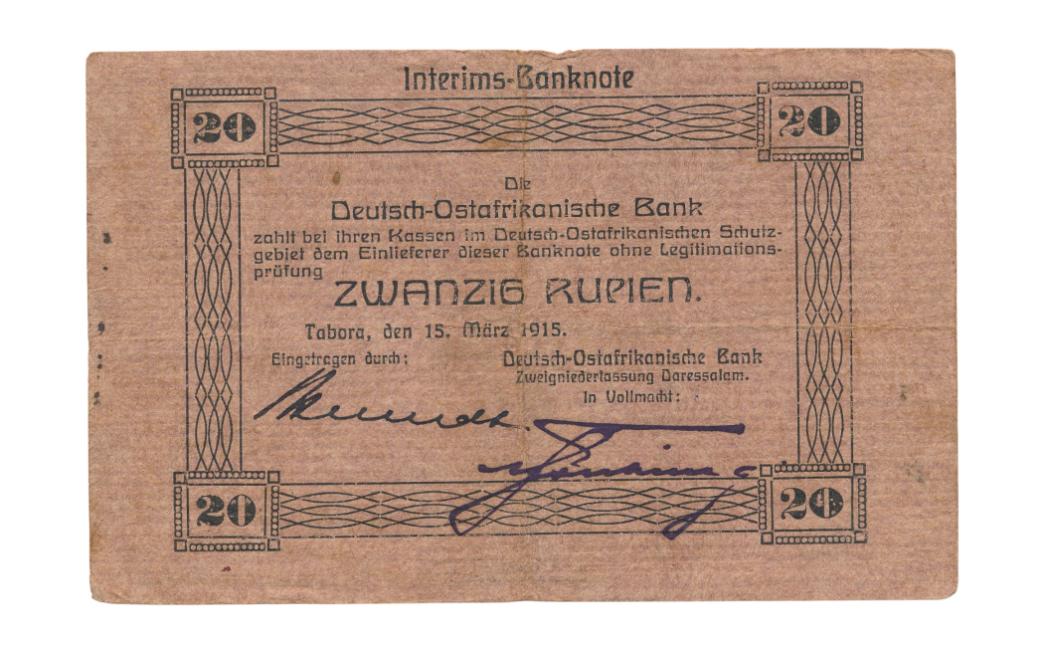 Interims-Banknote
20 20
Die
Deutsch-Ostafrikanische Bank
zahlt bei ihren Kassen im Deutsch-Ostafrikanischen Schutz-
gebiet dem Einlieferer dieser Banknote ohne Legitimations-
prüfung
ZWANZIG RUPIEN.
Tabora, den 15. März 1915.
Eingetragen durch: Deutsch-Ostafrikanische Bank
Zweigniederlassung Daressalam.
In Vollmacht:
20 20